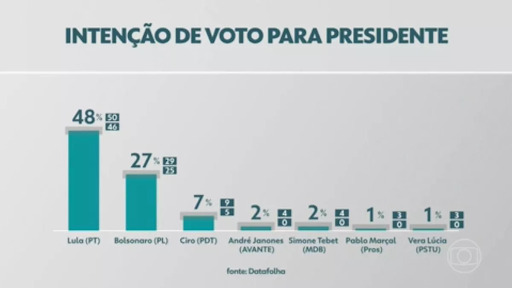 INTENÇÃO DE VOTO PARA PRESIDENTE
48% 50 46
27% 29 25
7% 9 5
2% 4 0
2% 4 0
1% 3 0
1% 3 0
Lula (PT)
Bolsonaro (PL)
Ciro (PDT)
André Janones
(AVANTE)
Simone Tebet
(MDB)
Pablo Marçal
(Pros)
Vera Lúcia
(PSTU)
fonte: Datafolha